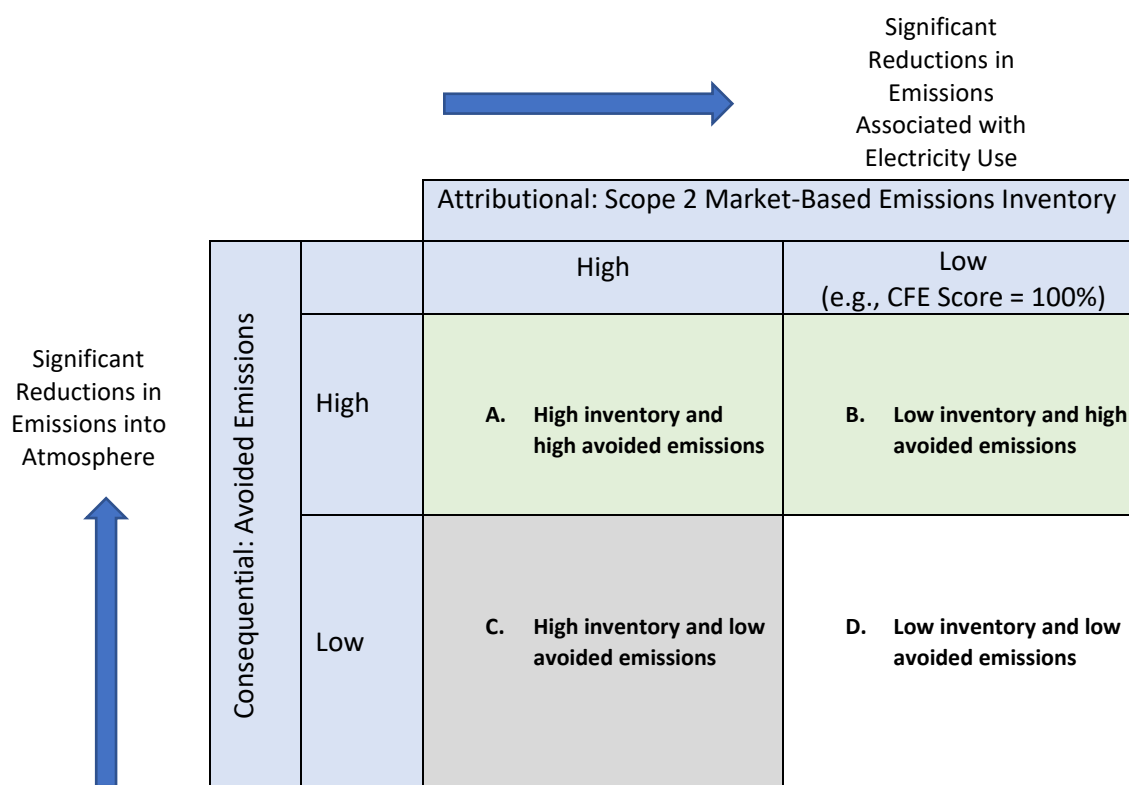 Significant
Reductions in
Emissions
Associated with
Electricity Use
Attributional: Scope 2 Market-Based Emissions Inventory
High
Low
(e.g., CFE Score = 100%)
Significant
Reductions in
Emissions into
Atmosphere
Consequential: Avoided Emissions
High
A. High inventory and
high avoided emissions
B. Low inventory and high
avoided emissions
Low
C. High inventory and low
avoided emissions
D. Low inventory and low
avoided emissions